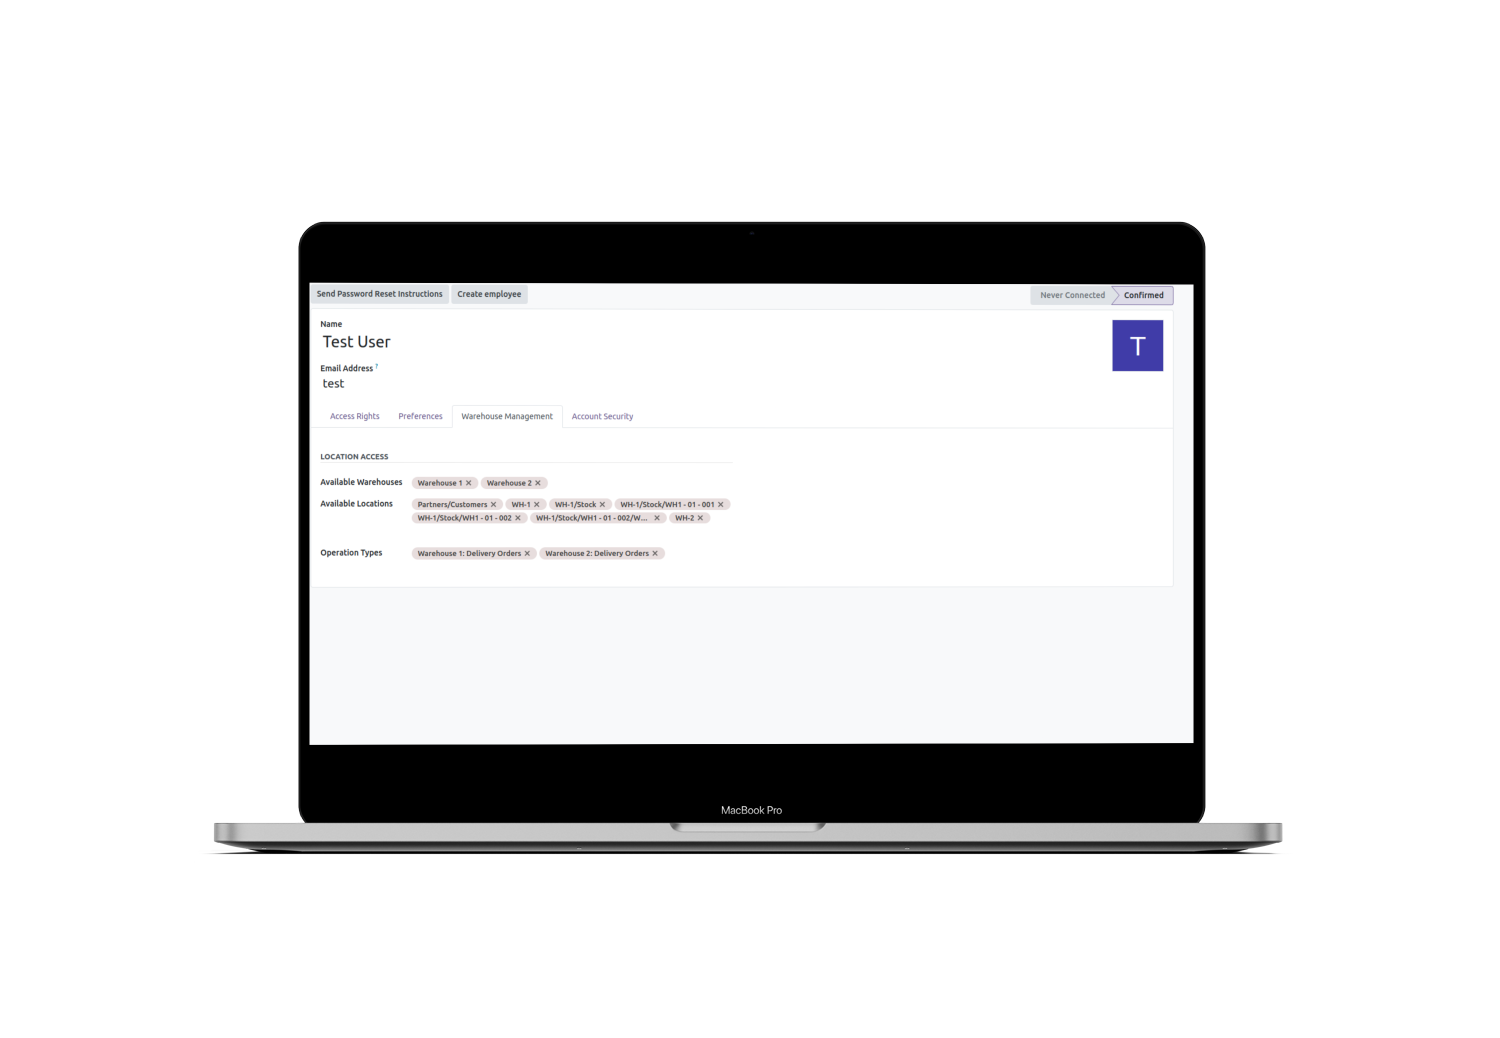 Send Password Reset Instructions Create employee Never Connected Confirmed
Name
Test User
T
Email Address ?
test
Access Rights Preferences Warehouse Management Account Security
LOCATION ACCESS
Available Warehouses Warehouse 1 × Warehouse 2 ×
Available Locations Partners/Customers × WH-1 × WH-1/Stock × WH-1/Stock/WH1 - 01 - 001 ×
WH-1/Stock/WH1 - 01 - 002 × WH-1/Stock/WH1 - 01 - 002/W... × WH-2 ×
Operation Types Warehouse 1: Delivery Orders × Warehouse 2: Delivery Orders ×
MacBook Pro